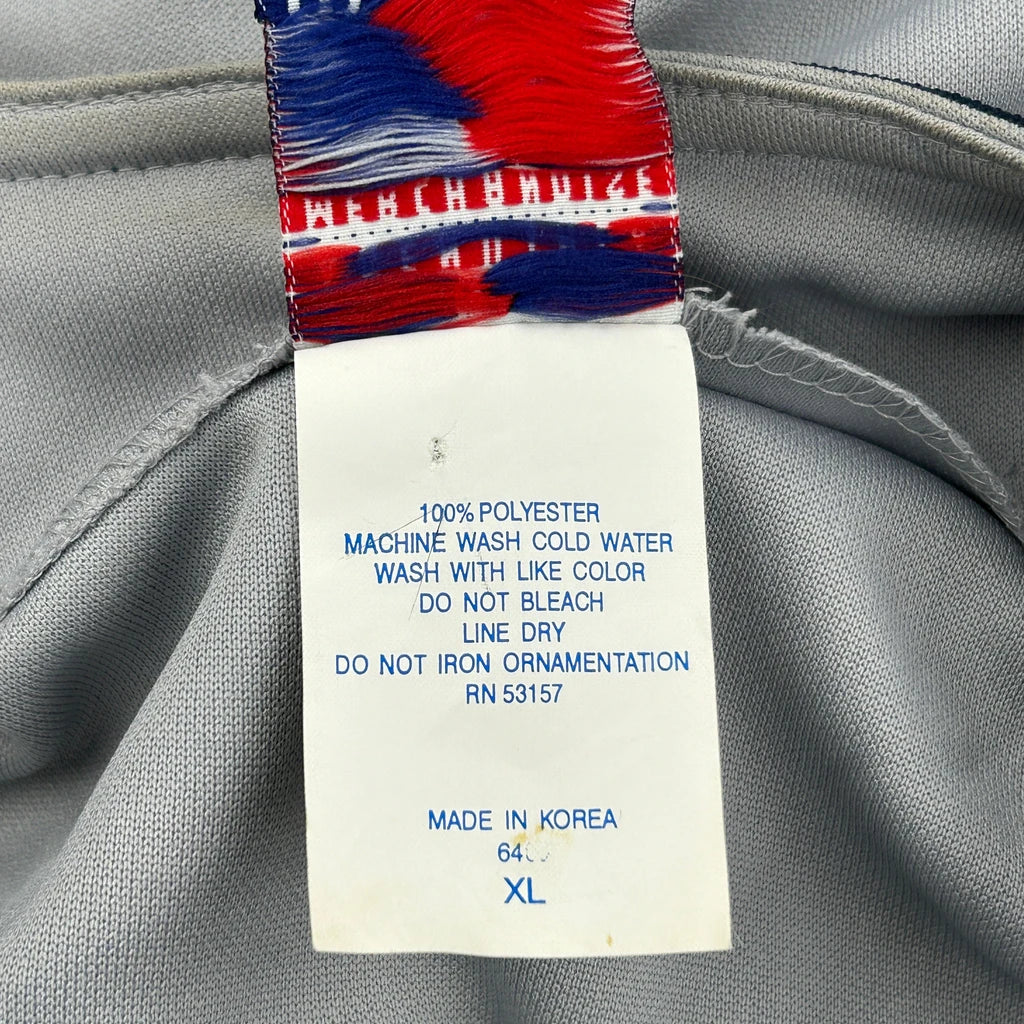 100% POLYESTER
MACHINE WASH COLD WATER
WASH WITH LIKE COLOR
DO NOT BLEACH
LINE DRY
DO NOT IRON ORNAMENTATION
RN 53157
MADE IN KOREA
XL